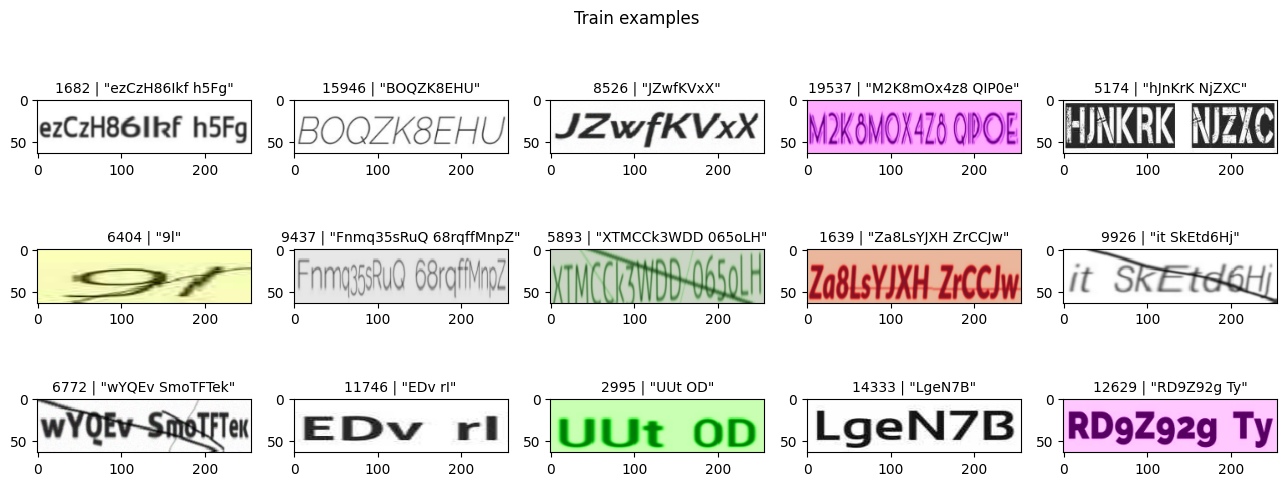 Train examples
1682 | "ezCzH86Ikf h5Fg" 15946 | "BOQZK8EHU" 8526 | "JZwfKVxX" 19537 | "M2K8mOx4z8 QIP0e" 5174 | "hJnKrK NjZXC"
0 0 0 0 0
ezCzH86Ikf h5Fg BOQZK8EHU JZwfKVxX M2K8MOX4Z8 QIPOE HJNKRK NJZXC
50 50 50 50 50
0 100 200 0 100 200 0 100 200 0 100 200 0 100 200
6404 | "9l" 9437 | "Fnmq35sRuQ 68rqffMnpZ" 5893 | "XTMCCk3WDD 065oLH" 1639 | "Za8LsYJXH ZrCCJw" 9926 | "it SkEtd6Hj"
0 0 0 0 0
9l Fnmq35sRuQ 68rqffMnpZ XTMCCk3WDD 065oLH Za8LsYJXH ZrCCJw it SkEtd6Hj
50 50 50 50 50
0 100 200 0 100 200 0 100 200 0 100 200 0 100 200
6772 | "wYQEv SmoTFTek" 11746 | "EDv rI" 2995 | "UUt OD" 14333 | "LgeN7B" 12629 | "RD9Z92g Ty"
0 0 0 0 0
wYQEv SmoTFTek EDv rI UUt OD LgeN7B RD9Z92g Ty
50 50 50 50 50
0 100 200 0 100 200 0 100 200 0 100 200 0 100 200